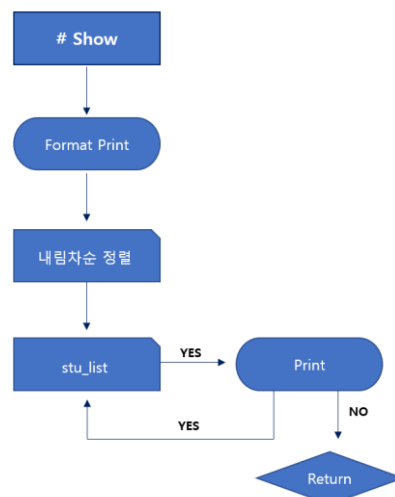 # Show
Format Print
내림차순 정렬
stu_list
YES
Print
YES
NO
Return